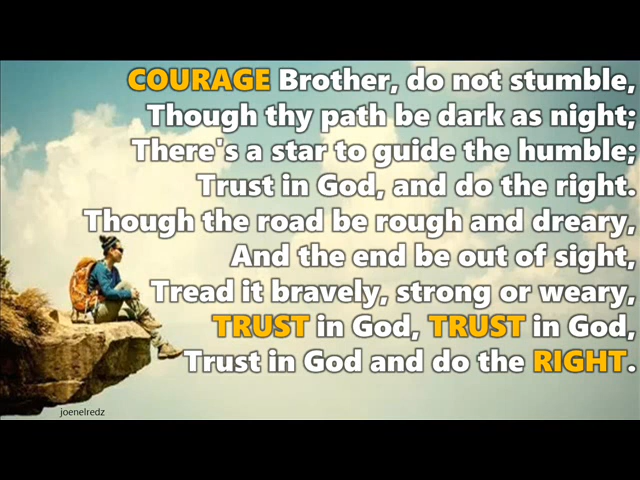 COURAGE Brother, do not stumble,
Though thy path be dark as night;
There's a star to guide the humble;
Trust in God, and do the right.
Though the road be rough and dreary,
And the end be out of sight,
Tread it bravely, strong or weary,
TRUST in God, TRUST in God,
Trust in God and do the RIGHT.
joenelredz